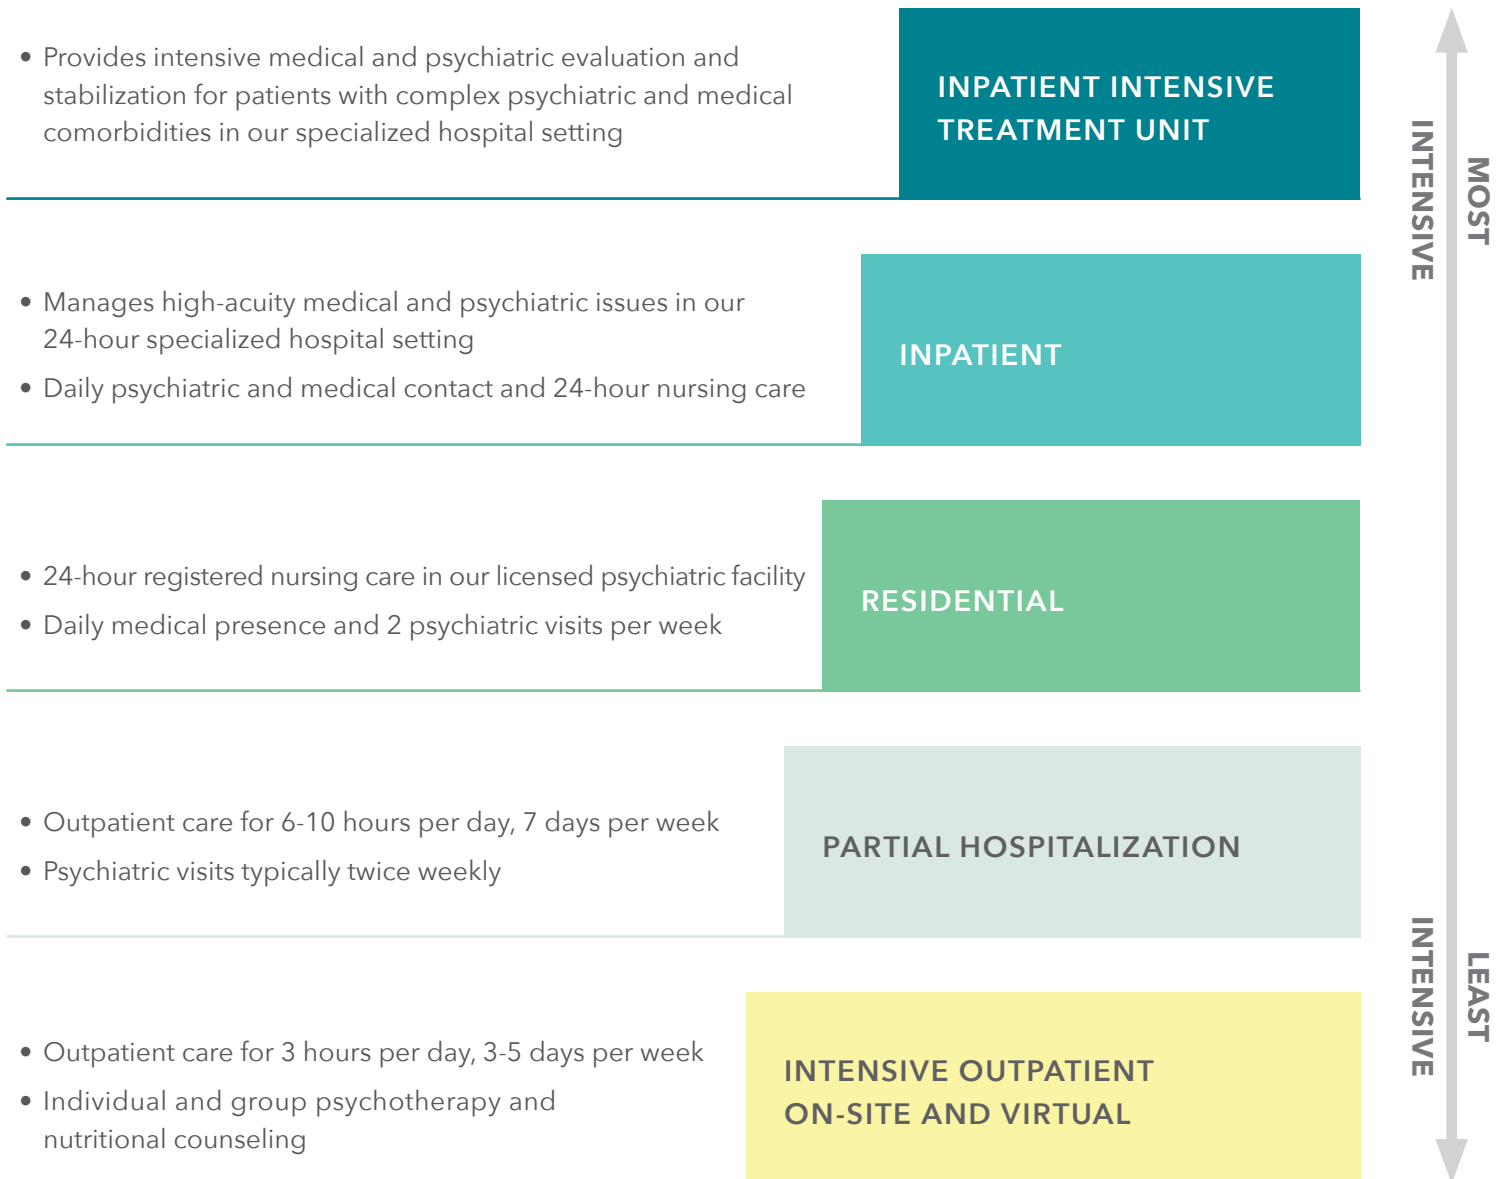 • Provides intensive medical and psychiatric evaluation and
stabilization for patients with complex psychiatric and medical
comorbidities in our specialized hospital setting
INPATIENT INTENSIVE
TREATMENT UNIT
MOST
INTENSIVE
• Manages high-acuity medical and psychiatric issues in our
24-hour specialized hospital setting
• Daily psychiatric and medical contact and 24-hour nursing care
INPATIENT
• 24-hour registered nursing care in our licensed psychiatric facility
• Daily medical presence and 2 psychiatric visits per week
RESIDENTIAL
• Outpatient care for 6-10 hours per day, 7 days per week
• Psychiatric visits typically twice weekly
PARTIAL HOSPITALIZATION
• Outpatient care for 3 hours per day, 3-5 days per week
• Individual and group psychotherapy and
nutritional counseling
INTENSIVE OUTPATIENT
ON-SITE AND VIRTUAL
LEAST
INTENSIVE